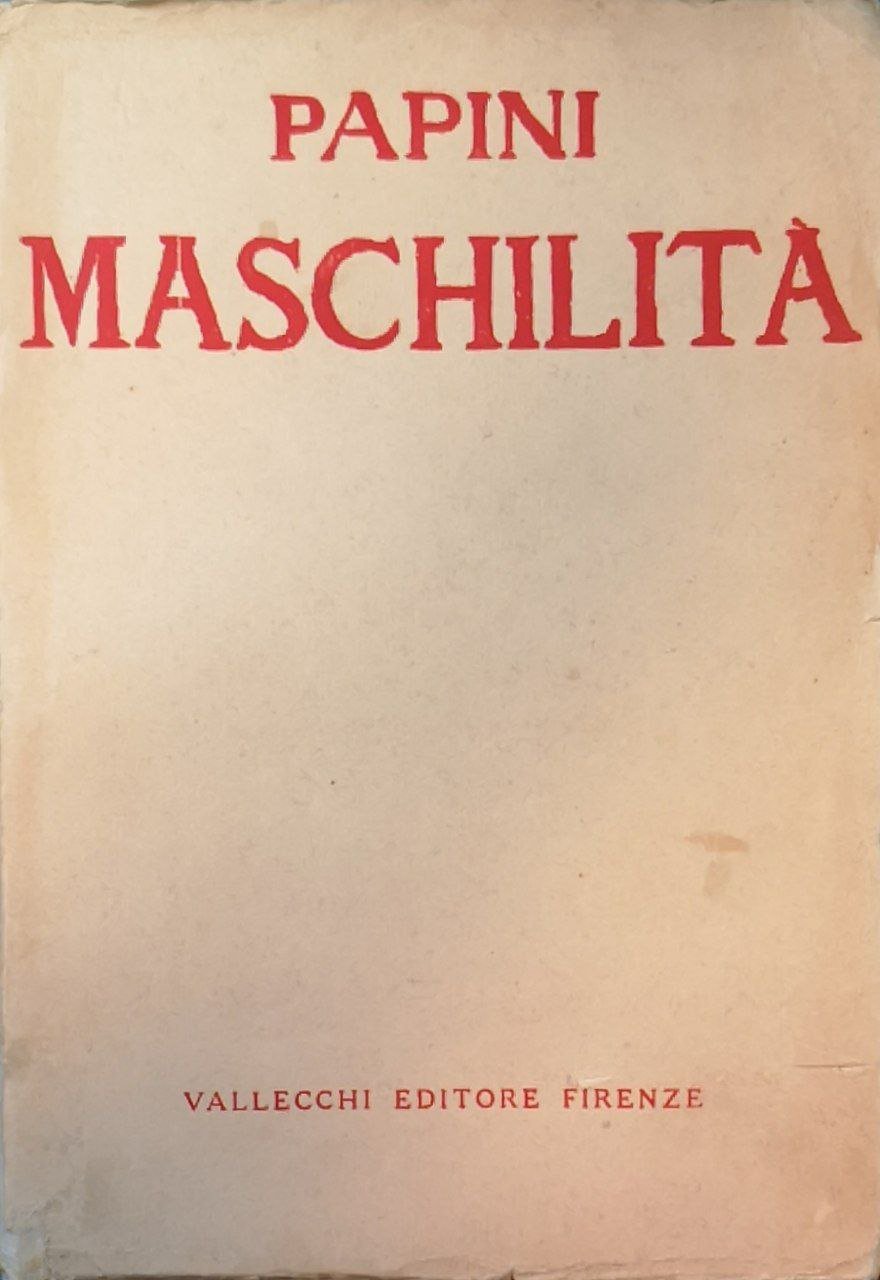 PAPINI
MASCHILITÀ
VALLECCHI EDITORE FIRENZE